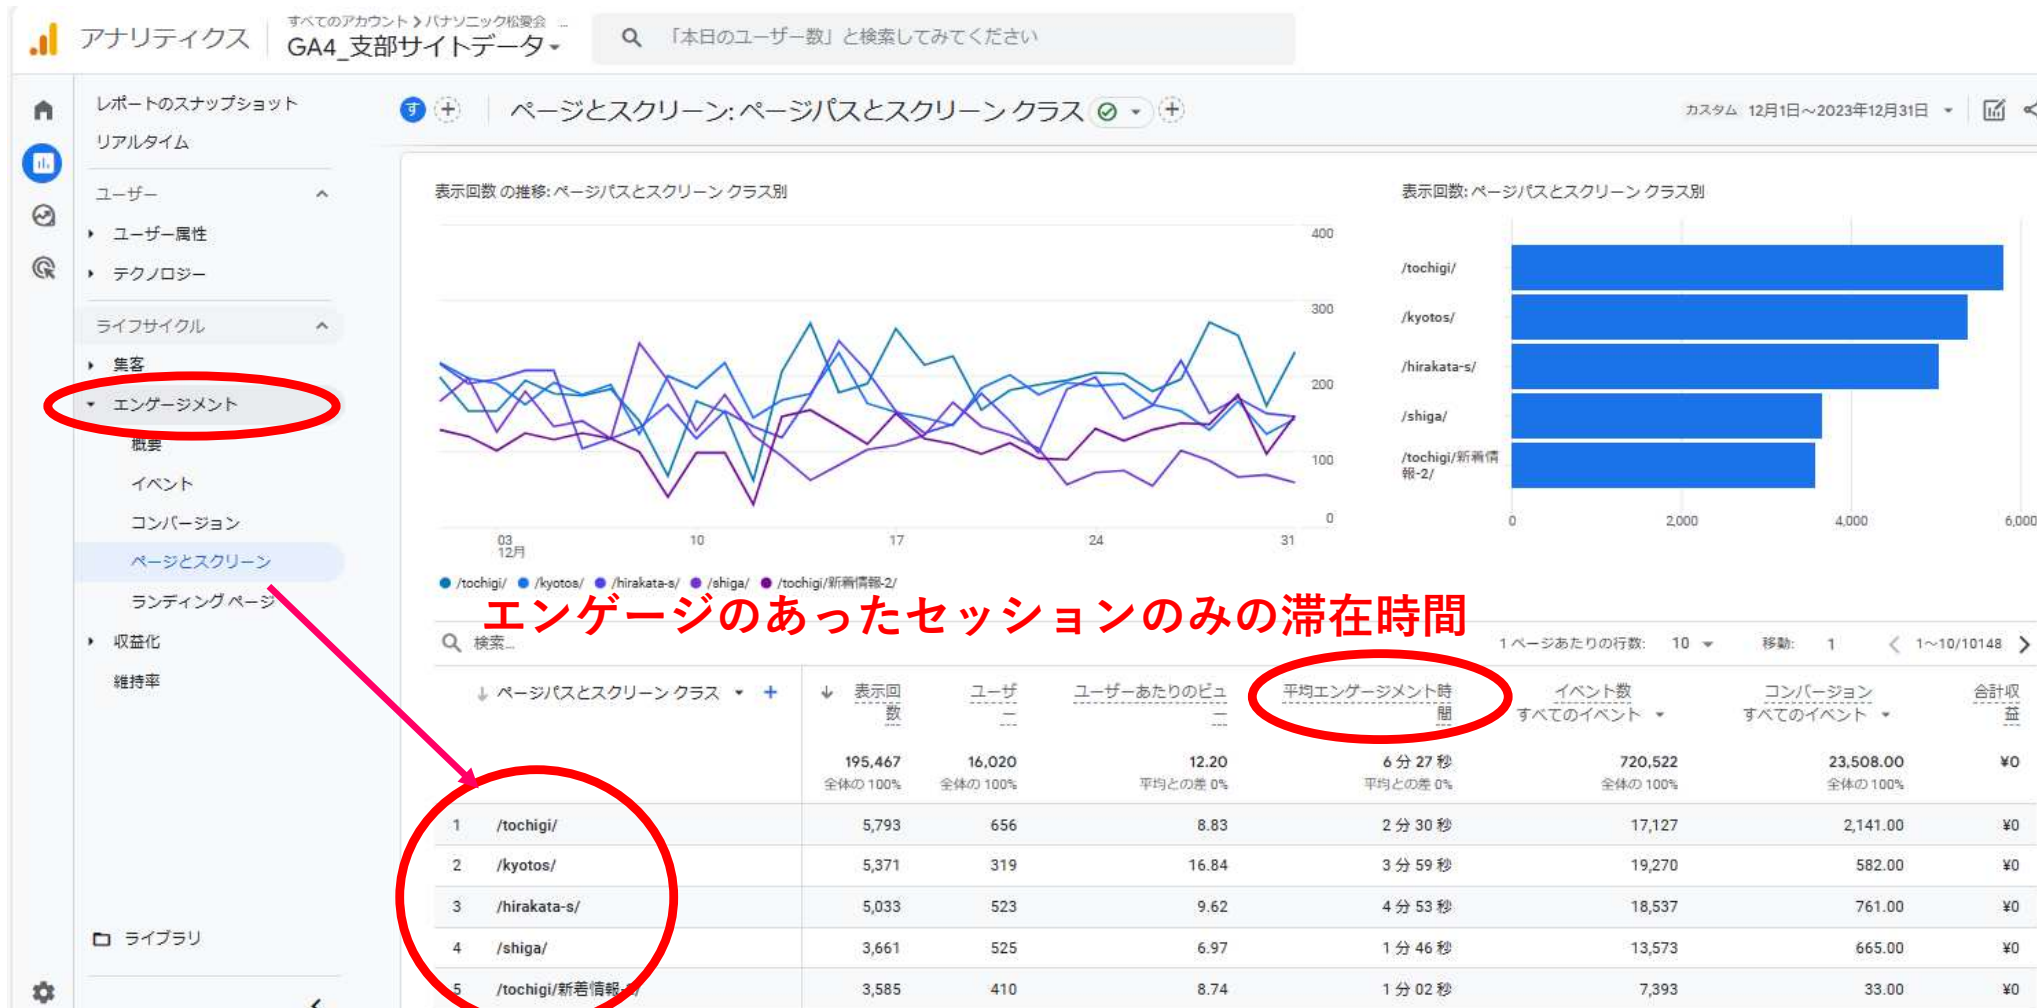 アナリティクス
すべてのアカウント > パナソニック松愛会 ...
GA4_支部サイトデータ
「本日のユーザー数」と検索してみてください
レポートのスナップショット
リアルタイム
ユーザー
ユーザー属性
テクノロジー
ライフサイクル
集客
エンゲージメント
概要
イベント
コンバージョン
ページとスクリーン
ランディング ページ
収益化
維持率
ライブラリ
す
ページとスクリーン: ページパスとスクリーン クラス
カスタム 12月1日～2023年12月31日
表示回数 の推移: ページパスとスクリーン クラス別
400
300
200
100
0
03
12月
10
17
24
31
/tochigi/ /kyotos/ /hirakata-s/ /shiga/ /tochigi/新着情報-2/
表示回数: ページパスとスクリーン クラス別
/tochigi/
/kyotos/
/hirakata-s/
/shiga/
/tochigi/新着情
報-2/
0 2,000 4,000 6,000
エンゲージのあったセッションのみの滞在時間
検索...
1 ページあたりの行数: 10 移動: 1 1～10/10148
ページパスとスクリーン クラス + 表示回 ユーザ ユーザーあたりのビュ 平均エンゲージメント時 イベント数 コンバージョン 合計収
数 ー ー 間 すべてのイベント すべてのイベント 益
195,467 16,020 12.20 6 分 27 秒 720,522 23,508.00 ¥0
全体の 100% 全体の 100% 平均との差 0% 平均との差 0% 全体の 100% 全体の 100%
1 /tochigi/ 5,793 656 8.83 2 分 30 秒 17,127 2,141.00 ¥0
2 /kyotos/ 5,371 319 16.84 3 分 59 秒 19,270 582.00 ¥0
3 /hirakata-s/ 5,033 523 9.62 4 分 53 秒 18,537 761.00 ¥0
4 /shiga/ 3,661 525 6.97 1 分 46 秒 13,573 665.00 ¥0
5 /tochigi/新着情報-2/ 3,585 410 8.74 1 分 02 秒 7,393 33.00 ¥0